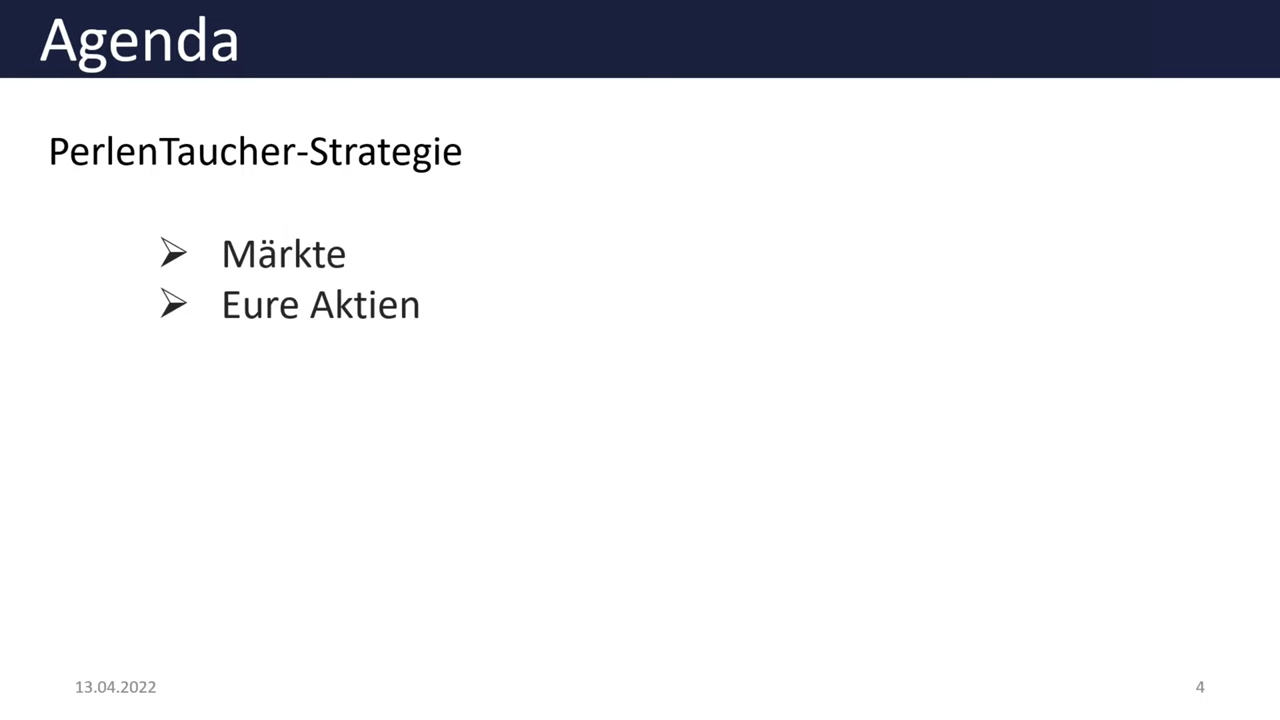 Agenda
PerlenTaucher-Strategie
➢ Märkte
➢ Eure Aktien
13.04.2022
4